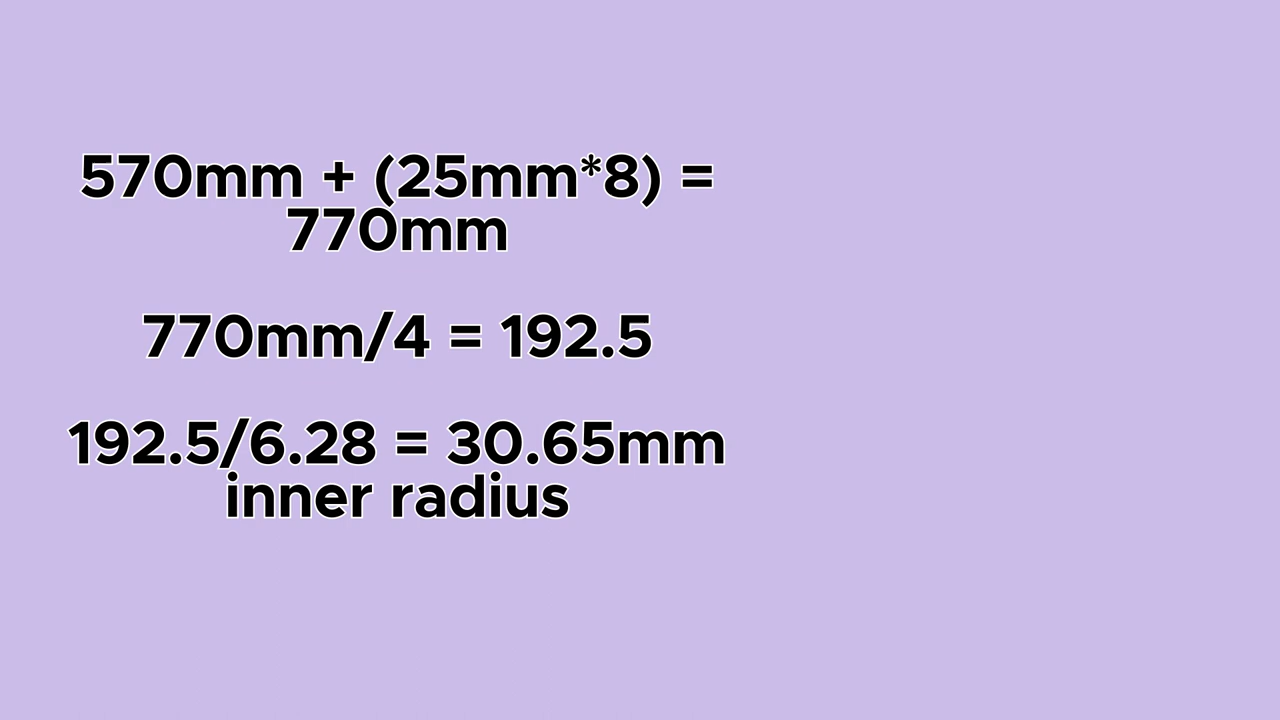 570mm + (25mm*8) =
770mm
770mm/4 = 192.5
192.5/6.28 = 30.65mm
inner radius